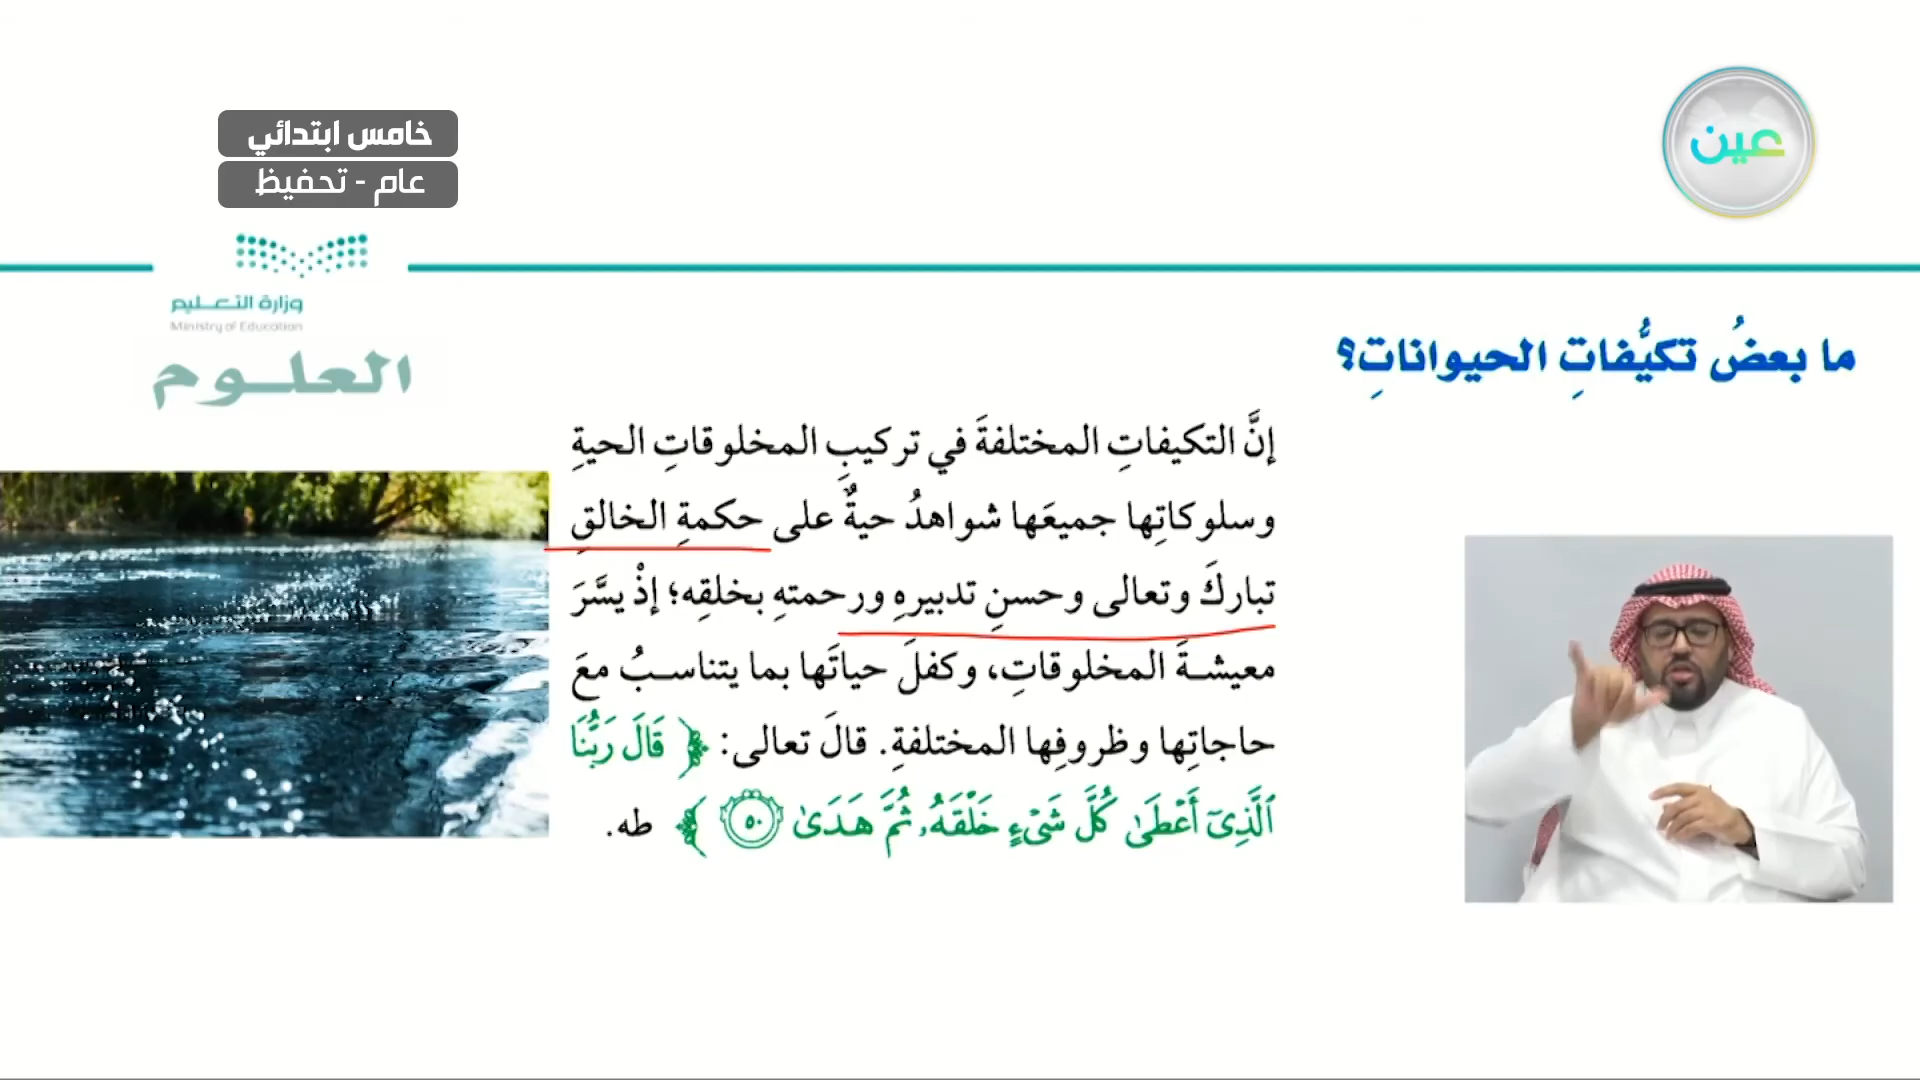 خامس ابتدائي
عام - تحفيظ
عين
وزارة التعليم
Ministry of Education
العلوم
ما بعضُ تكيُّفاتِ الحيواناتِ؟
إنَّ التكيفاتِ المختلفةَ في تركيبِ المخلوقاتِ الحيةِ
وسلوكاتِها جميعَها شواهدُ حيةٌ على حكمةِ الخالقِ
تباركَ وتعالى وحسنِ تدبيرهِ ورحمتهِ بخلقِه؛ إذْ يسَّرَ
معيشةَ المخلوقاتِ، وكفلَ حياتَها بما يتناسبُ معَ
حاجاتِها وظروفِها المختلفةِ. قالَ تعالى: ﴿ قَالَ رَبُّنَا
ٱلَّذِىٓ أَعْطَىٰ كُلَّ شَىْءٍ خَلْقَهُۥ ثُمَّ هَدَىٰ ٥٠ ﴾ طه.